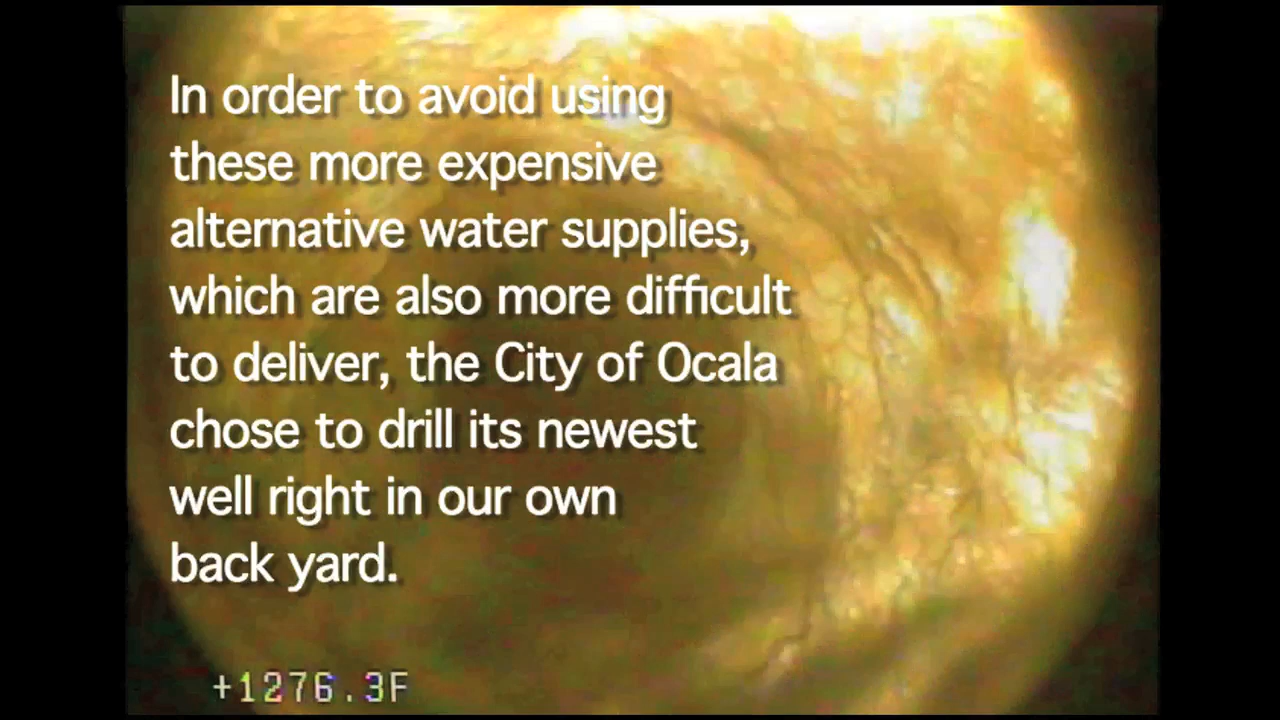 In order to avoid using
these more expensive
alternative water supplies,
which are also more difficult
to deliver, the City of Ocala
chose to drill its newest
well right in our own
back yard.
+1276.3F